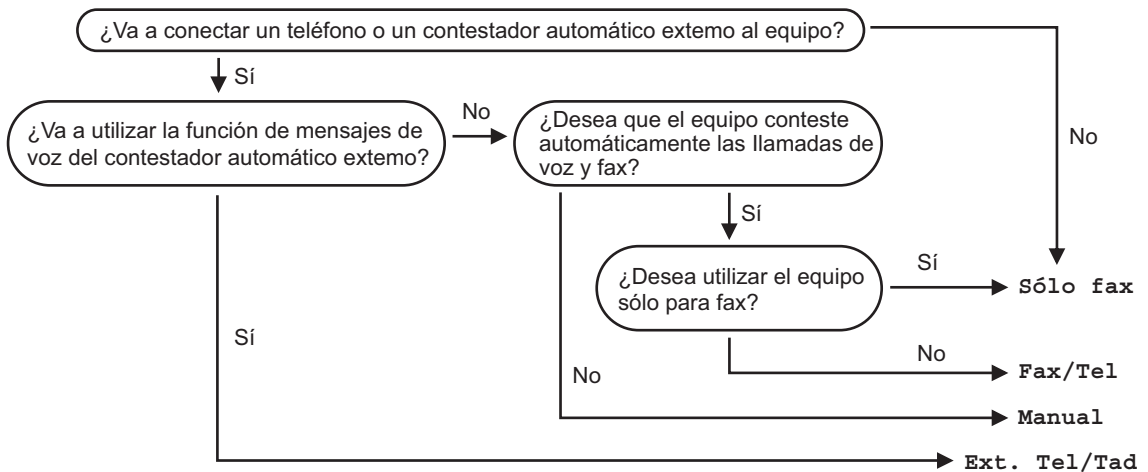 ¿Va a conectar un teléfono o un contestador automático extemo al equipo?
Sí
No
¿Va a utilizar la función de mensajes de
voz del contestador automático extemo?
No
¿Desea que el equipo conteste
automáticamente las llamadas de
voz y fax?
Sí
¿Desea utilizar el equipo
sólo para fax?
Sí
Sólo fax
Sí
No
Fax/Tel
No
Manual
Ext. Tel/Tad